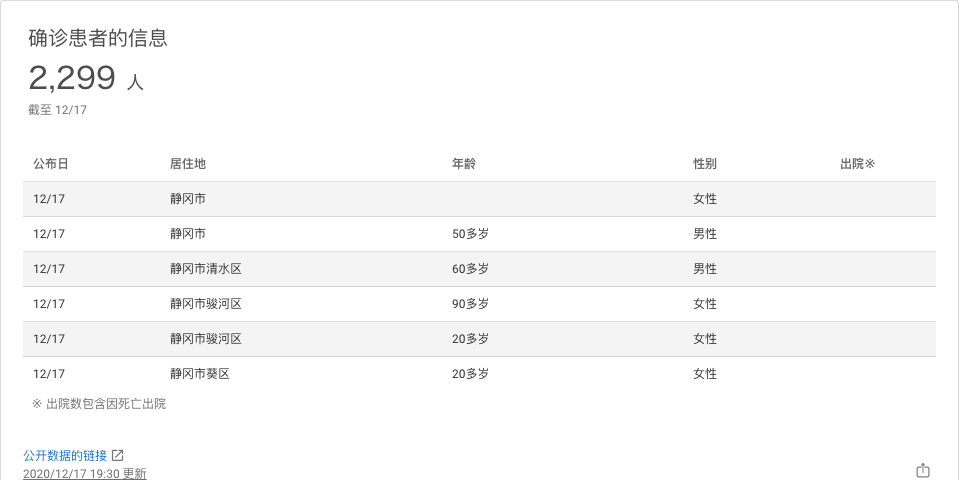 确诊患者的信息
2,299 人
截至 12/17
公布日 居住地 年龄 性别 出院※
12/17 静冈市 女性
12/17 静冈市 50多岁 男性
12/17 静冈市清水区 60多岁 男性
12/17 静冈市骏河区 90多岁 女性
12/17 静冈市骏河区 20多岁 女性
12/17 静冈市葵区 20多岁 女性
※ 出院数包含因死亡出院
公开数据的链接
2020/12/17 19:30 更新